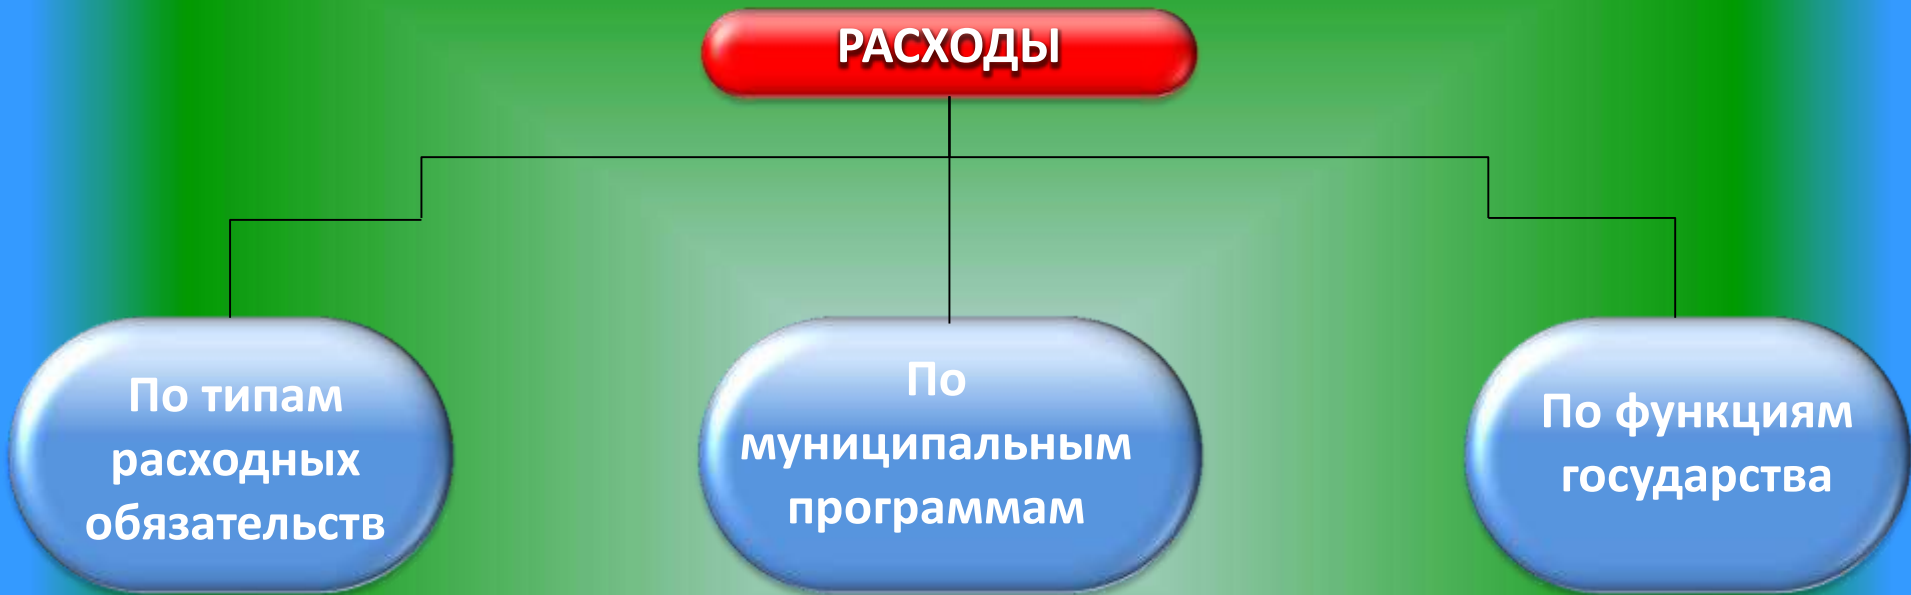 РАСХОДЫ
По типам
расходных
обязательств
По
муниципальным
программам
По функциям
государства